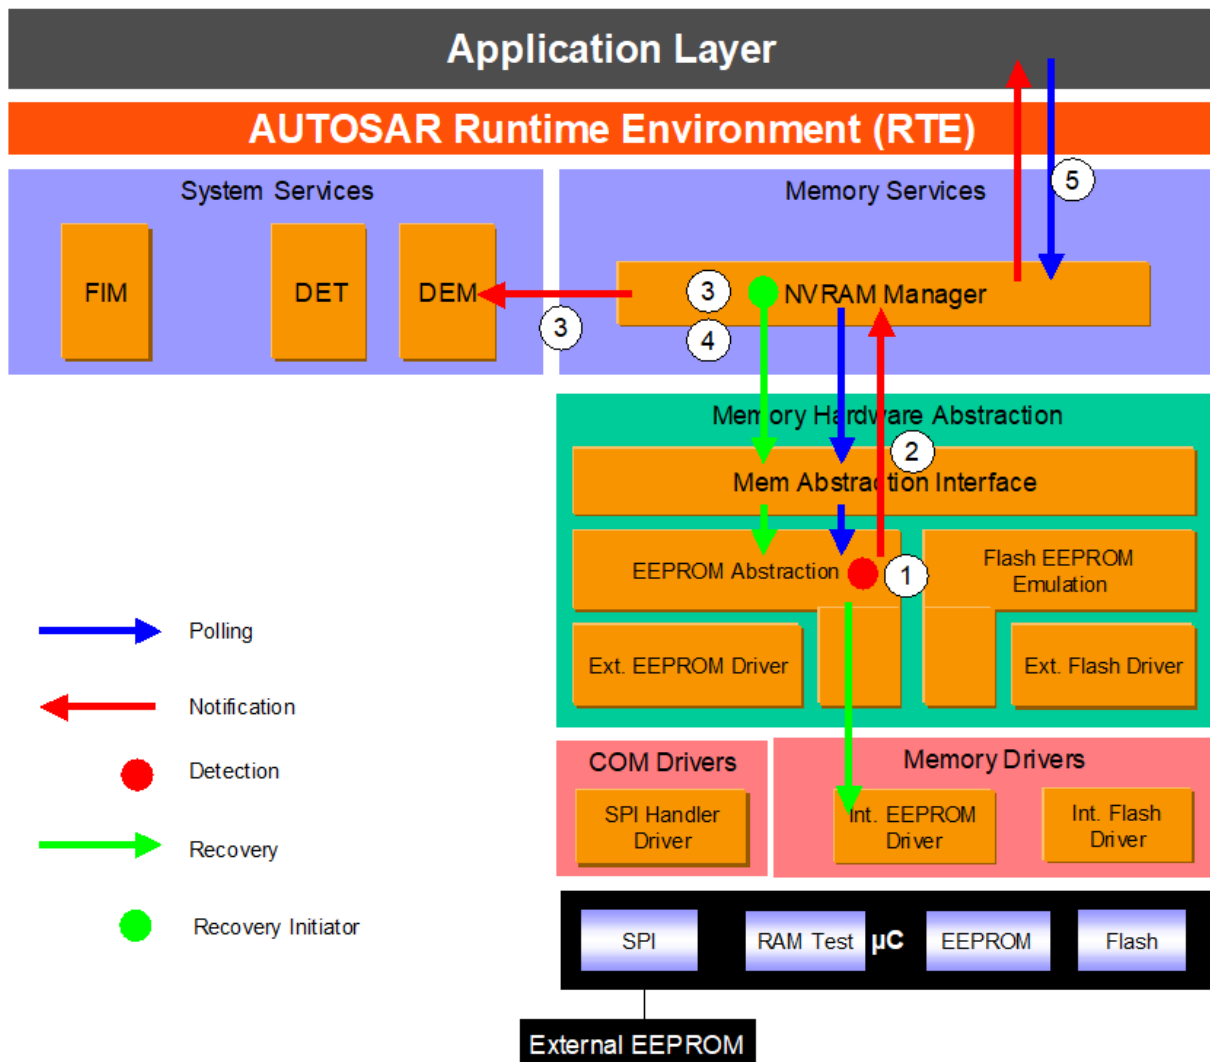 Application Layer
AUTOSAR Runtime Environment (RTE)
System Services
Memory Services
5
FIM
DET
DEM
3
3
4
NVRAM Manager
Memory Hardware Abstraction
2
Mem Abstraction Interface
EEPROM Abstraction
1
Flash EEPROM
Emulation
Ext. EEPROM Driver
Ext. Flash Driver
Polling
Notification
Detection
Recovery
Recovery Initiator
COM Drivers
Memory Drivers
SPI Handler
Driver
Int. EEPROM
Driver
Int. Flash
Driver
SPI
RAM Test
µC
EEPROM
Flash
External EEPROM